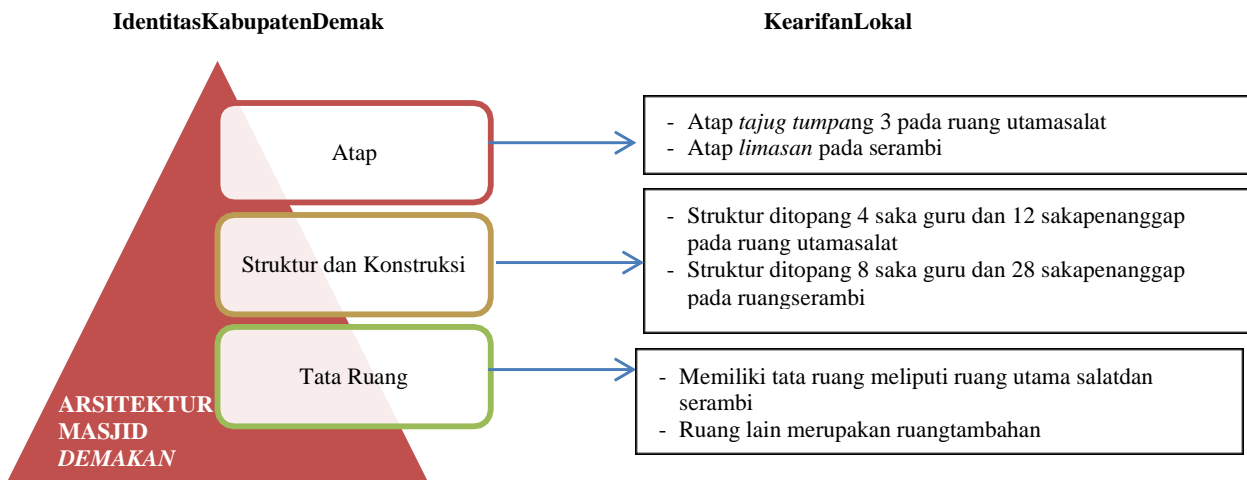 IdentitasKabupatenDemak
KearifanLokal
Atap
- Atap tajug tumpang 3 pada ruang utamasalat
- Atap limasan pada serambi
Struktur dan Konstruksi
- Struktur ditopang 4 saka guru dan 12 sakapenanggap
pada ruang utamasalat
- Struktur ditopang 8 saka guru dan 28 sakapenanggap
pada ruangserambi
Tata Ruang
- Memiliki tata ruang meliputi ruang utama salatdan
serambi
- Ruang lain merupakan ruangtambahan
ARSITEKTUR
MASJID
DEMAKAN